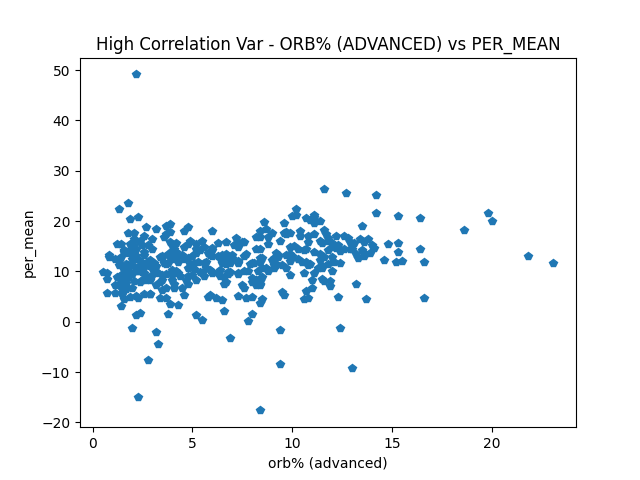 High Correlation Var - ORB% (ADVANCED) vs PER_MEAN
50
40
30
20
10
0
−10
−20
per_mean
0 5 10 15 20
orb% (advanced)